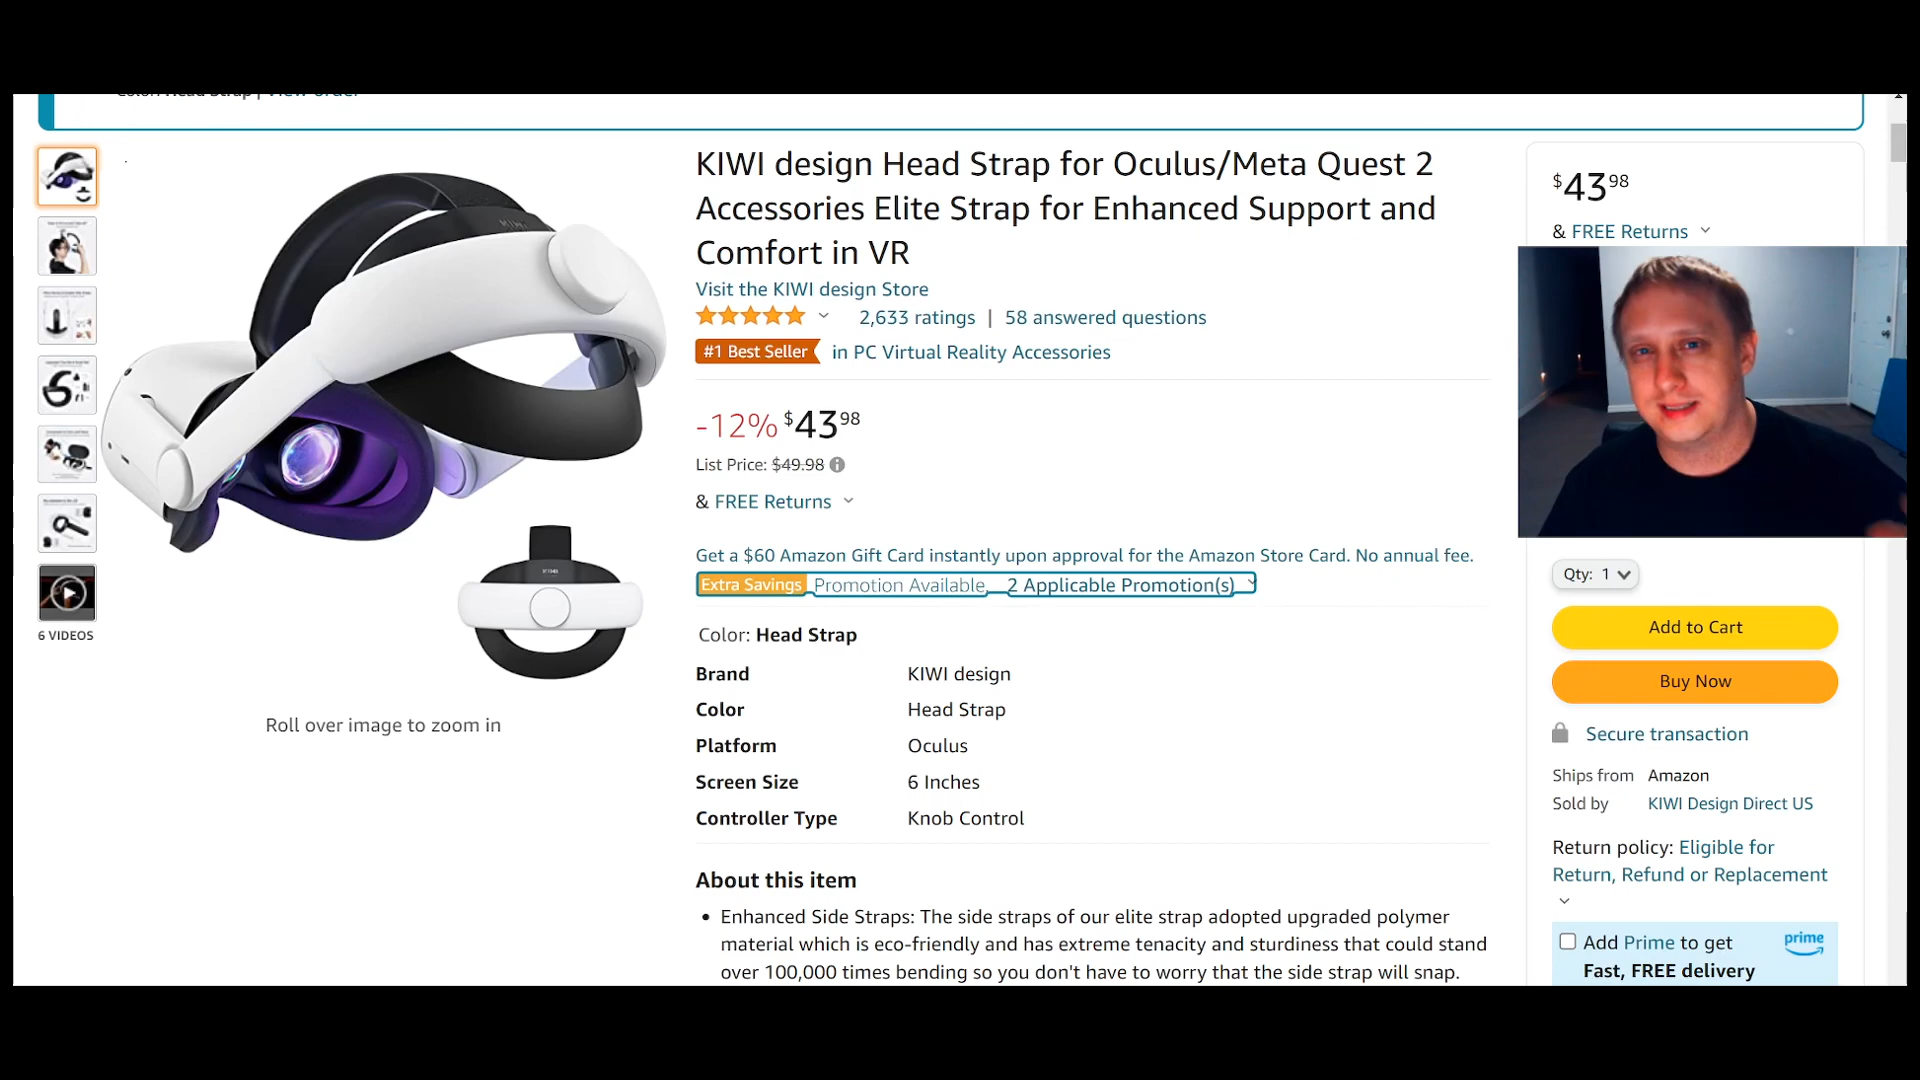 Color: Head Strap | View order
KIWI design Head Strap for Oculus/Meta Quest 2
Accessories Elite Strap for Enhanced Support and
Comfort in VR
Visit the KIWI design Store
2,633 ratings | 58 answered questions
#1 Best Seller in PC Virtual Reality Accessories
-12% $43 98
List Price: $49.98
& FREE Returns
Get a $60 Amazon Gift Card instantly upon approval for the Amazon Store Card. No annual fee.
Extra Savings Promotion Available. 2 Applicable Promotion(s)
Color: Head Strap
Brand KIWI design
Color Head Strap
Platform Oculus
Screen Size 6 Inches
Controller Type Knob Control
About this item
• Enhanced Side Straps: The side straps of our elite strap adopted upgraded polymer
material which is eco-friendly and has extreme tenacity and sturdiness that could stand
over 100,000 times bending so you don't have to worry that the side strap will snap.
6 VIDEOS
KIWI
Roll over image to zoom in
$43 98
& FREE Returns
Qty: 1
Add to Cart
Buy Now
Secure transaction
Ships from Amazon
Sold by KIWI Design Direct US
Return policy: Eligible for
Return, Refund or Replacement
Add Prime to get
Fast, FREE delivery
prime